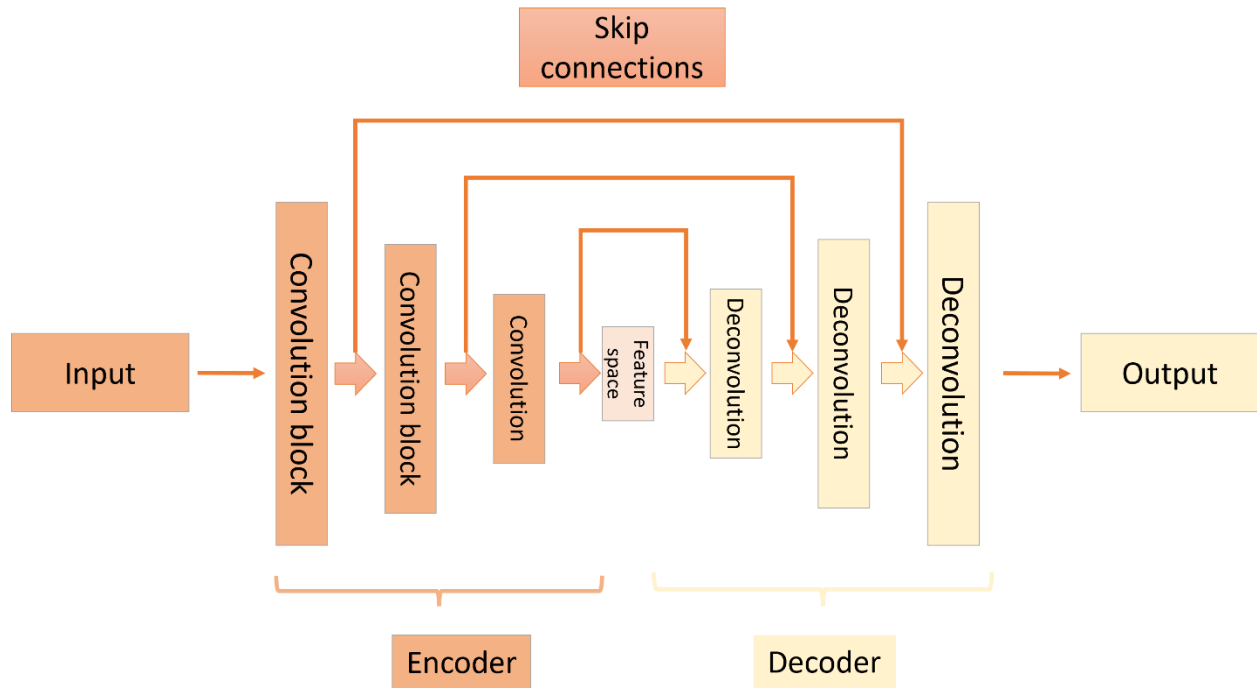 Skip
connections
Input
Convolution block
Convolution block
Convolution
Feature
space
Deconvolution
Deconvolution
Deconvolution
Output
Encoder
Decoder